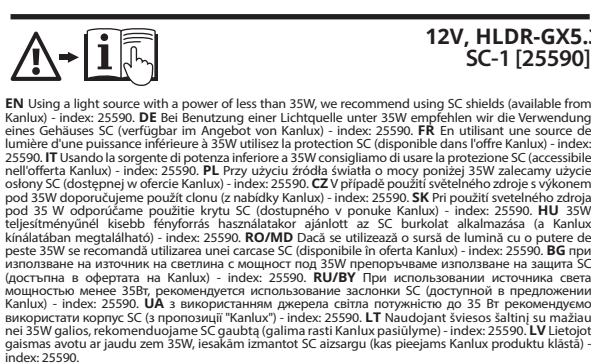 12V, HLDR-GX5.3
SC-1 [25590]
EN Using a light source with a power of less than 35W, we recommend using SC shields (available from
Kanlux) - index: 25590. DE Bei Benutzung einer Lichtquelle unter 35W empfehlen wir die Verwendung
eines Gehäuses SC (verfügbar im Angebot von Kanlux) - index: 25590. FR En utilisant une source de
lumière d'une puissance inférieure à 35W utilisez la protection SC (disponible dans l'offre Kanlux) - index:
25590. IT Usando la sorgente di potenza inferiore a 35W consigliamo di usare la protezione SC (accessibile
nell'offerta Kanlux) - index: 25590. PL Przy użyciu źródła światła o mocy poniżej 35W zalecamy użycie
osłony SC (dostępnej w ofercie Kanlux) - index: 25590. CZ V případě použití světelného zdroje s výkonem
pod 35W doporučujeme použít clonu (z nabídky Kanlux) - index: 25590. SK Pri použití svetelného zdroja
pod 35 W odporúčame použitie krytu SC (dostupného v ponuke Kanlux) - index: 25590. HU 35W
teljesítményűnél kisebb fényforrás használatakor ajánlott az SC burkolat alkalmazása (a Kanlux
kínálatában megtalálható) - index: 25590. RO/MD Dacă se utilizează o sursă de lumină cu o putere de
peste 35W se recomandă utilizarea unei carcase SC (disponibile în oferta Kanlux) - index: 25590. BG при
използване на източник на светлина с мощност под 35W препоръчваме използване на защита SC
(достъпна в офертата на Kanlux) - index: 25590. RU/BY При использовании источника света
мощностью менее 35Вт, рекомендуется использование заслонки SC (доступной в предложении
Kanlux) - index: 25590. UA з використанням джерела світла потужністю до 35 Вт рекомендуємо
використати корпус SC (з пропозиції "Kanlux") - index: 25590. LT Naudojant šviesos šaltinį su mažiau
nei 35W galios, rekomenduojame SC gaubtą (galima rasti Kanlux pasiūlyme) - index: 25590. LV Lietojot
gaismas avotu ar jaudu zem 35W, iesakām izmantot SC aizsargu (kas pieejams Kanlux produktu klāstā) -
index: 25590.